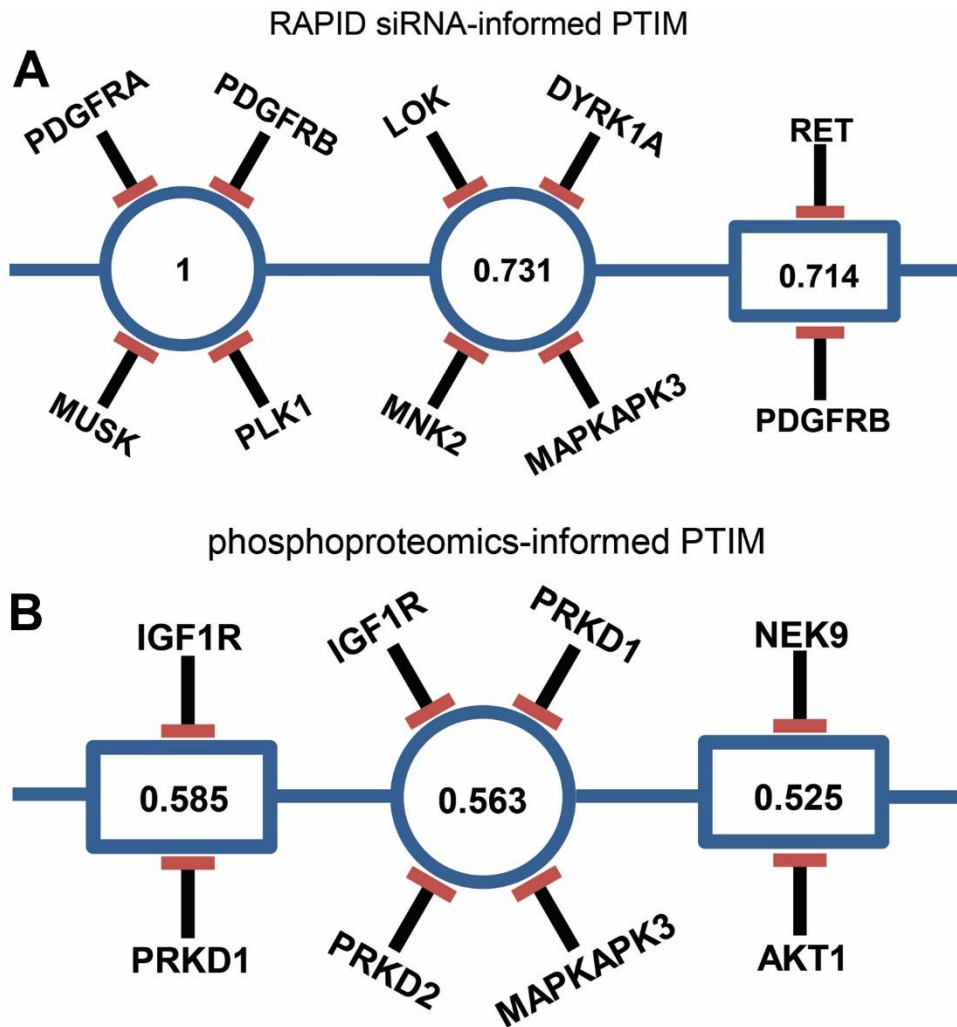 RAPID siRNA-informed PTIM
A
PDGFRA
PDGFRB
LOK
DYRK1A
RET
1
0.731
0.714
MUSK
PLK1
MNK2
MAPKAPK3
PDGFRB
phosphoproteomics-informed PTIM
B
IGF1R
IGF1R
PRKD1
NEK9
0.585
0.563
0.525
PRKD1
PRKD2
MAPKAPK3
AKT1